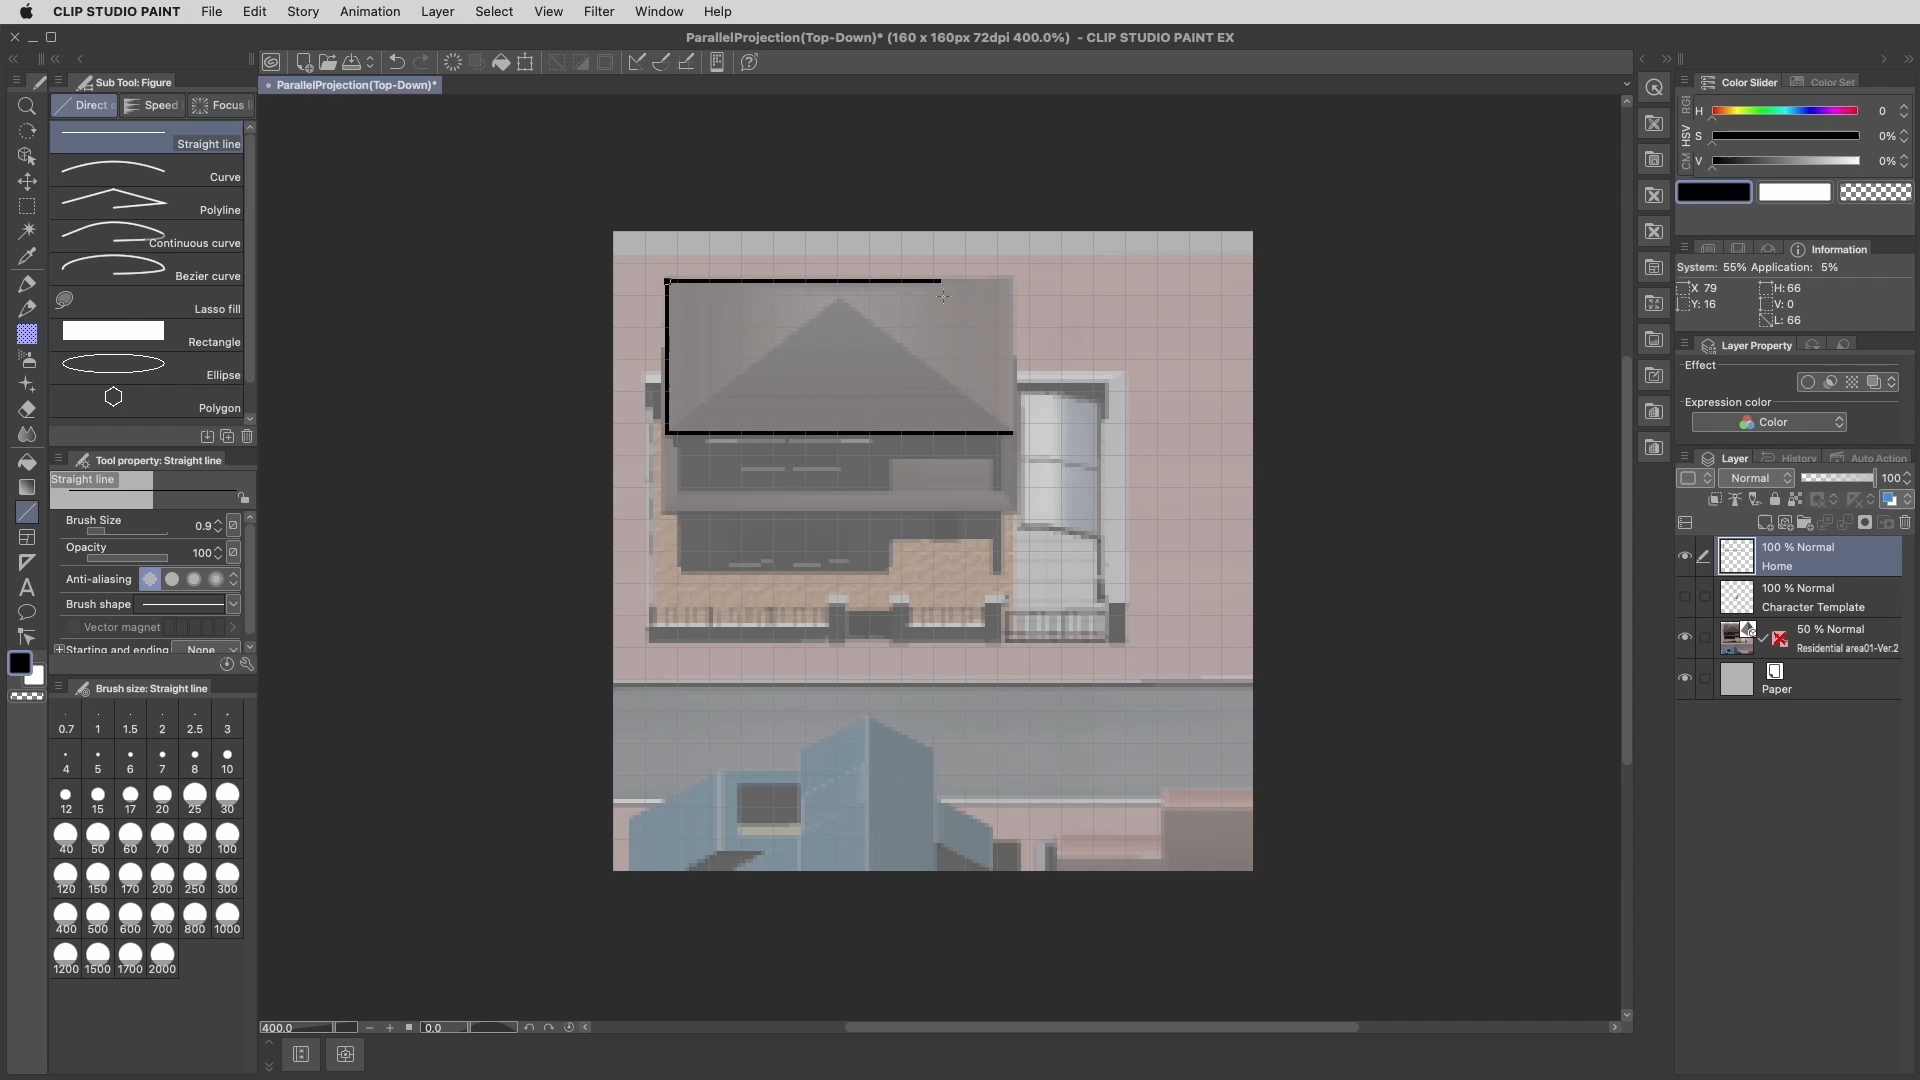 CLIP STUDIO PAINT File Edit Story Animation Layer Select View Filter Window Help
ParallelProjection(Top-Down)* (160 x 160px 72dpi 400.0%) - CLIP STUDIO PAINT EX
Sub Tool: Figure
ParallelProjection(Top-Down)*
Direct
Speed
Focus
Straight line
Curve
Polyline
Continuous curve
Bezier curve
Lasso fill
Rectangle
Ellipse
Polygon
Tool property: Straight line
Straight line
Brush Size 0.9
Opacity 100
Anti-aliasing
Brush shape
Vector magnet
Starting and ending None
Brush size: Straight line
0.7 1 1.5 2 2.5 3
4 5 6 7 8 10
12 15 17 20 25 30
40 50 60 70 80 100
120 150 170 200 250 300
400 500 600 700 800 1000
1200 1500 1700 2000
400.0 0.0
Color Slider Color Set
HSV
H 0
S 0%
V 0%
Information
System: 55% Application: 5%
X 79 H: 66
Y: 16 V: 0
L: 66
Layer Property
Effect
Expression color
Color
Layer History Auto Action
Normal 100
100 % Normal
Home
100 % Normal
Character Template
50 % Normal
Residential area01-Ver.2
Paper